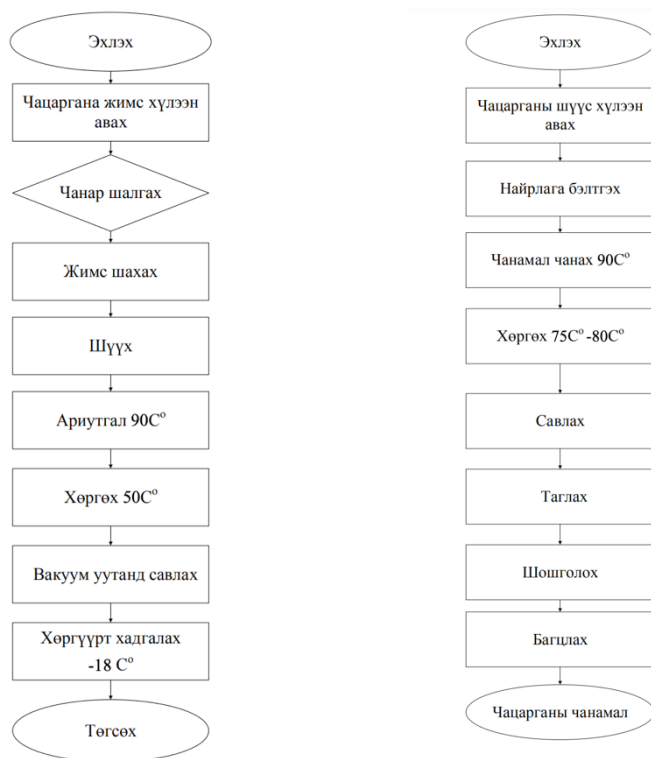 Эхлэх
Чацаргана жимс хүлээн
авах
Чанар шалгах
Жимс шахах
Шүүх
Ариутгал 90С°
Хөргөх 50С°
Вакуум уутанд савлах
Хөргүүрт хадгалах
-18 С°
Төгсөх
Эхлэх
Чацарганы шүүс хүлээн
авах
Найрлага бэлтгэх
Чанамал чанах 90С°
Хөргөх 75С° -80С°
Савлах
Таглах
Шошголох
Багцлах
Чацарганы чанамал